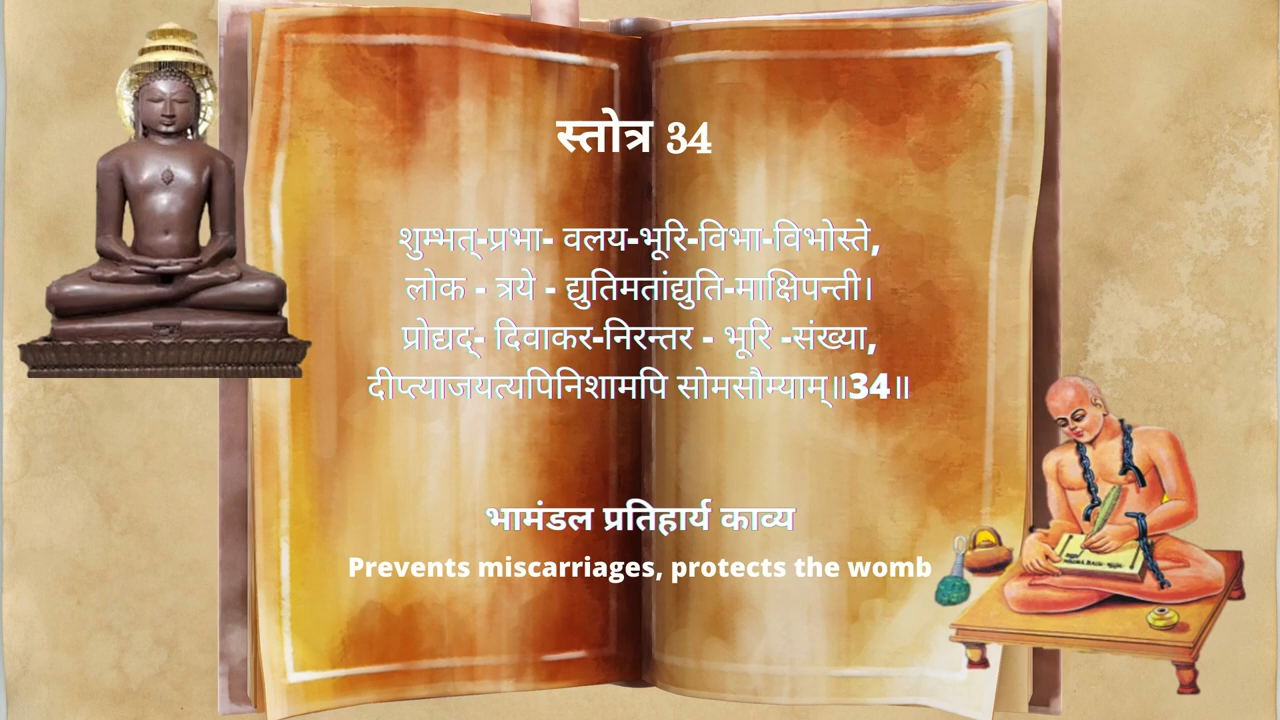 स्तोत्र 34
शुम्भत्-प्रभा- वलय-भूरि-विभा-विभोस्ते,
लोक - त्रये - द्युतिमतांद्युति-माक्षिपन्ती।
प्रोद्यद्- दिवाकर-निरन्तर - भूरि -संख्या,
दीप्त्याजयत्यपिनिशामपि सोमसौम्याम्॥34॥
भामंडल प्रतिहार्य काव्य
Prevents miscarriages, protects the womb